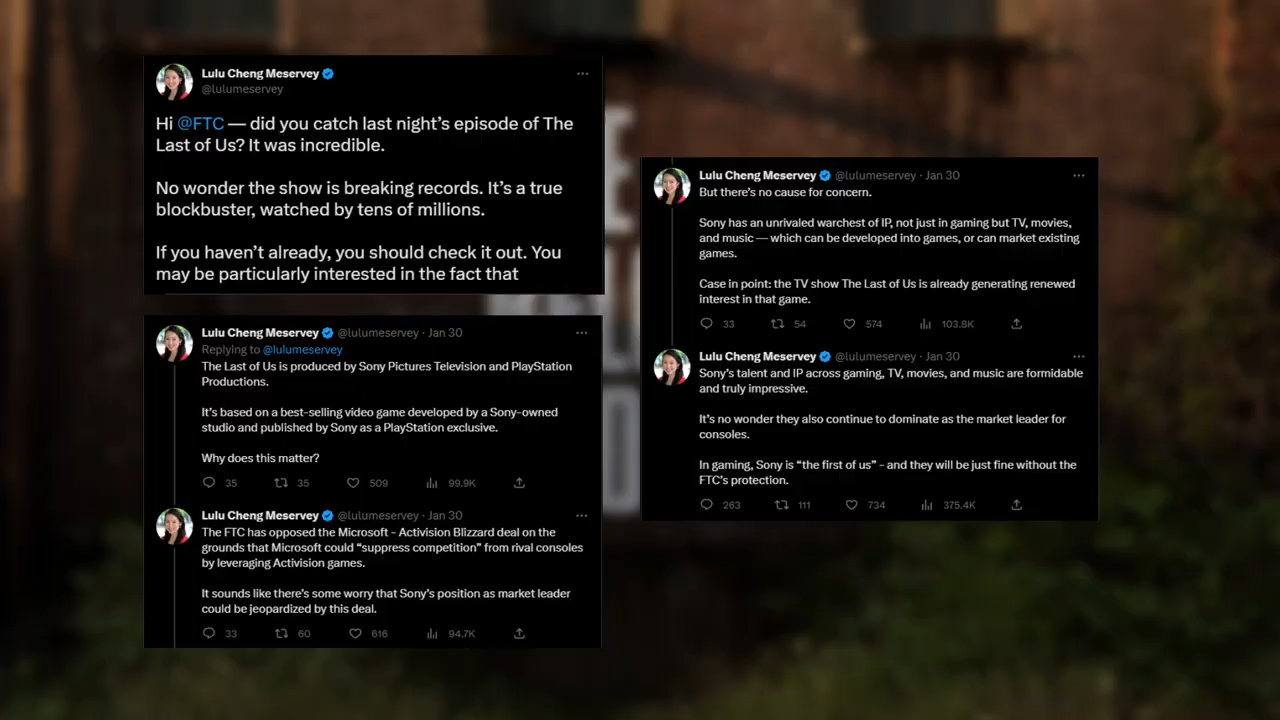 Lulu Cheng Meservey
@lulumeservey
Hi @FTC — did you catch last night's episode of The
Last of Us? It was incredible.
No wonder the show is breaking records. It's a true
blockbuster, watched by tens of millions.
If you haven't already, you should check it out. You
may be particularly interested in the fact that
Lulu Cheng Meservey @lulumeservey · Jan 30
Replying to @lulumeservey
The Last of Us is produced by Sony Pictures Television and PlayStation
Productions.
It's based on a best-selling video game developed by a Sony-owned
studio and published by Sony as a PlayStation exclusive.
Why does this matter?
35 35 509 99.9K
Lulu Cheng Meservey @lulumeservey · Jan 30
The FTC has opposed the Microsoft - Activision Blizzard deal on the
grounds that Microsoft could “suppress competition” from rival consoles
by leveraging Activision games.
It sounds like there's some worry that Sony's position as market leader
could be jeopardized by this deal.
33 60 616 94.7K
Lulu Cheng Meservey @lulumeservey · Jan 30
But there's no cause for concern.
Sony has an unrivaled warchest of IP, not just in gaming but TV, movies,
and music — which can be developed into games, or can market existing
games.
Case in point: the TV show The Last of Us is already generating renewed
interest in that game.
33 54 574 103.8K
Lulu Cheng Meservey @lulumeservey · Jan 30
Sony's talent and IP across gaming, TV, movies, and music are formidable
and truly impressive.
It's no wonder they also continue to dominate as the market leader for
consoles.
In gaming, Sony is “the first of us” - and they will be just fine without the
FTC's protection.
263 111 734 375.4K